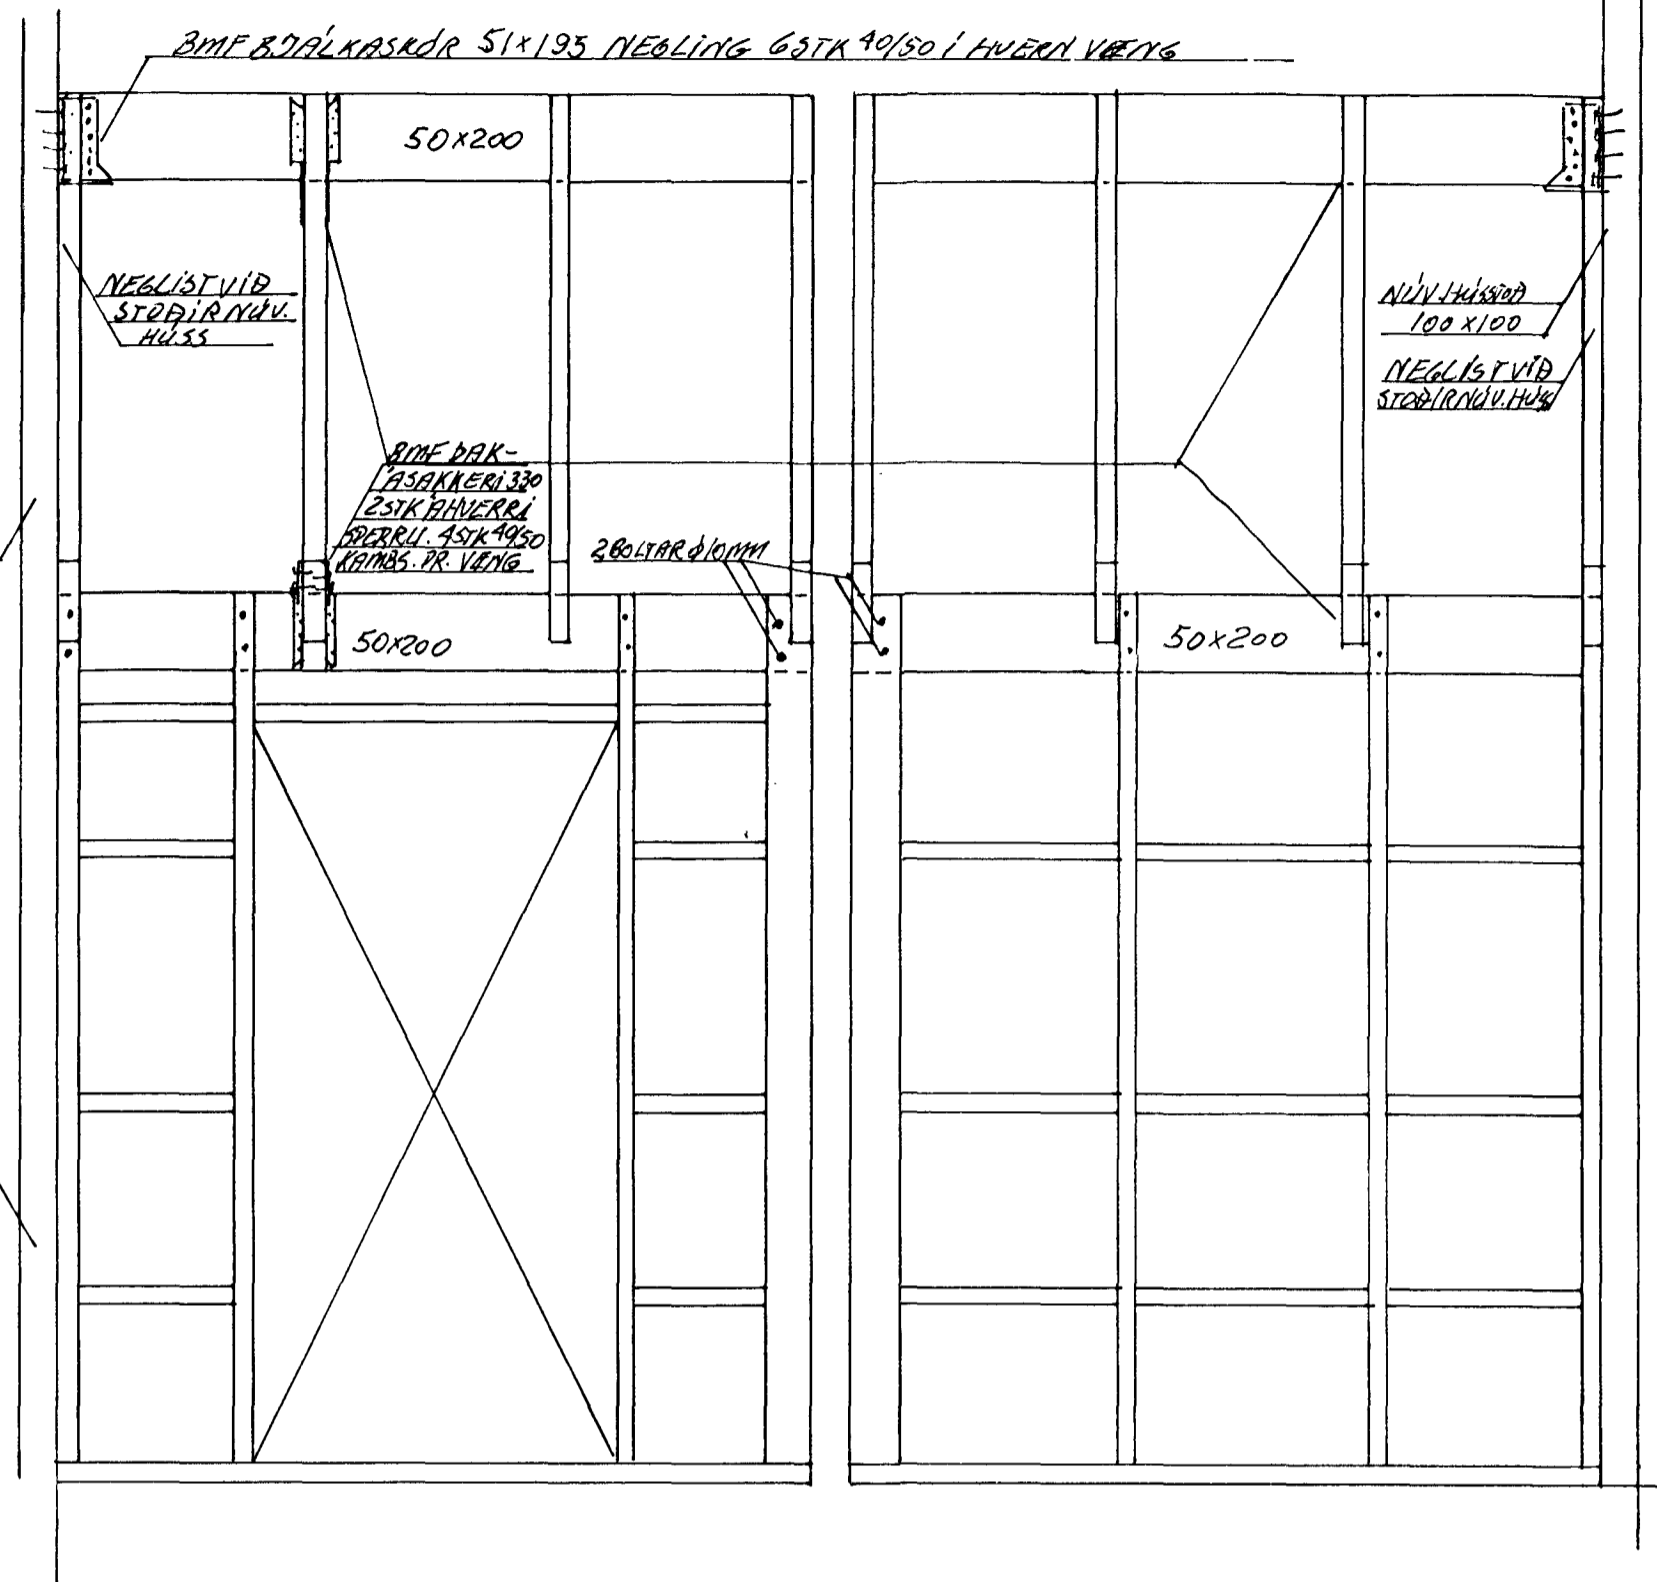 BMF BJÁLKASKÓR 51x195 NEGLING 6STK 40/50 Í HVERN VÆNG
50x200
NEGLIST VIÐ
STOÐIR NÚV.
HÚSS
NÚV. HÚSSTOÐ
100x100
NEGLIST VIÐ
STOÐIR NÚV. HÚSS
BMF ÞAK-
ÁSAKKERI 330
2STK Á HVERRI
SPERRU. 4STK 40/50
KAMBS. PR. VÆNG
2 BOLTAR Ø10MM
50x200
50x200